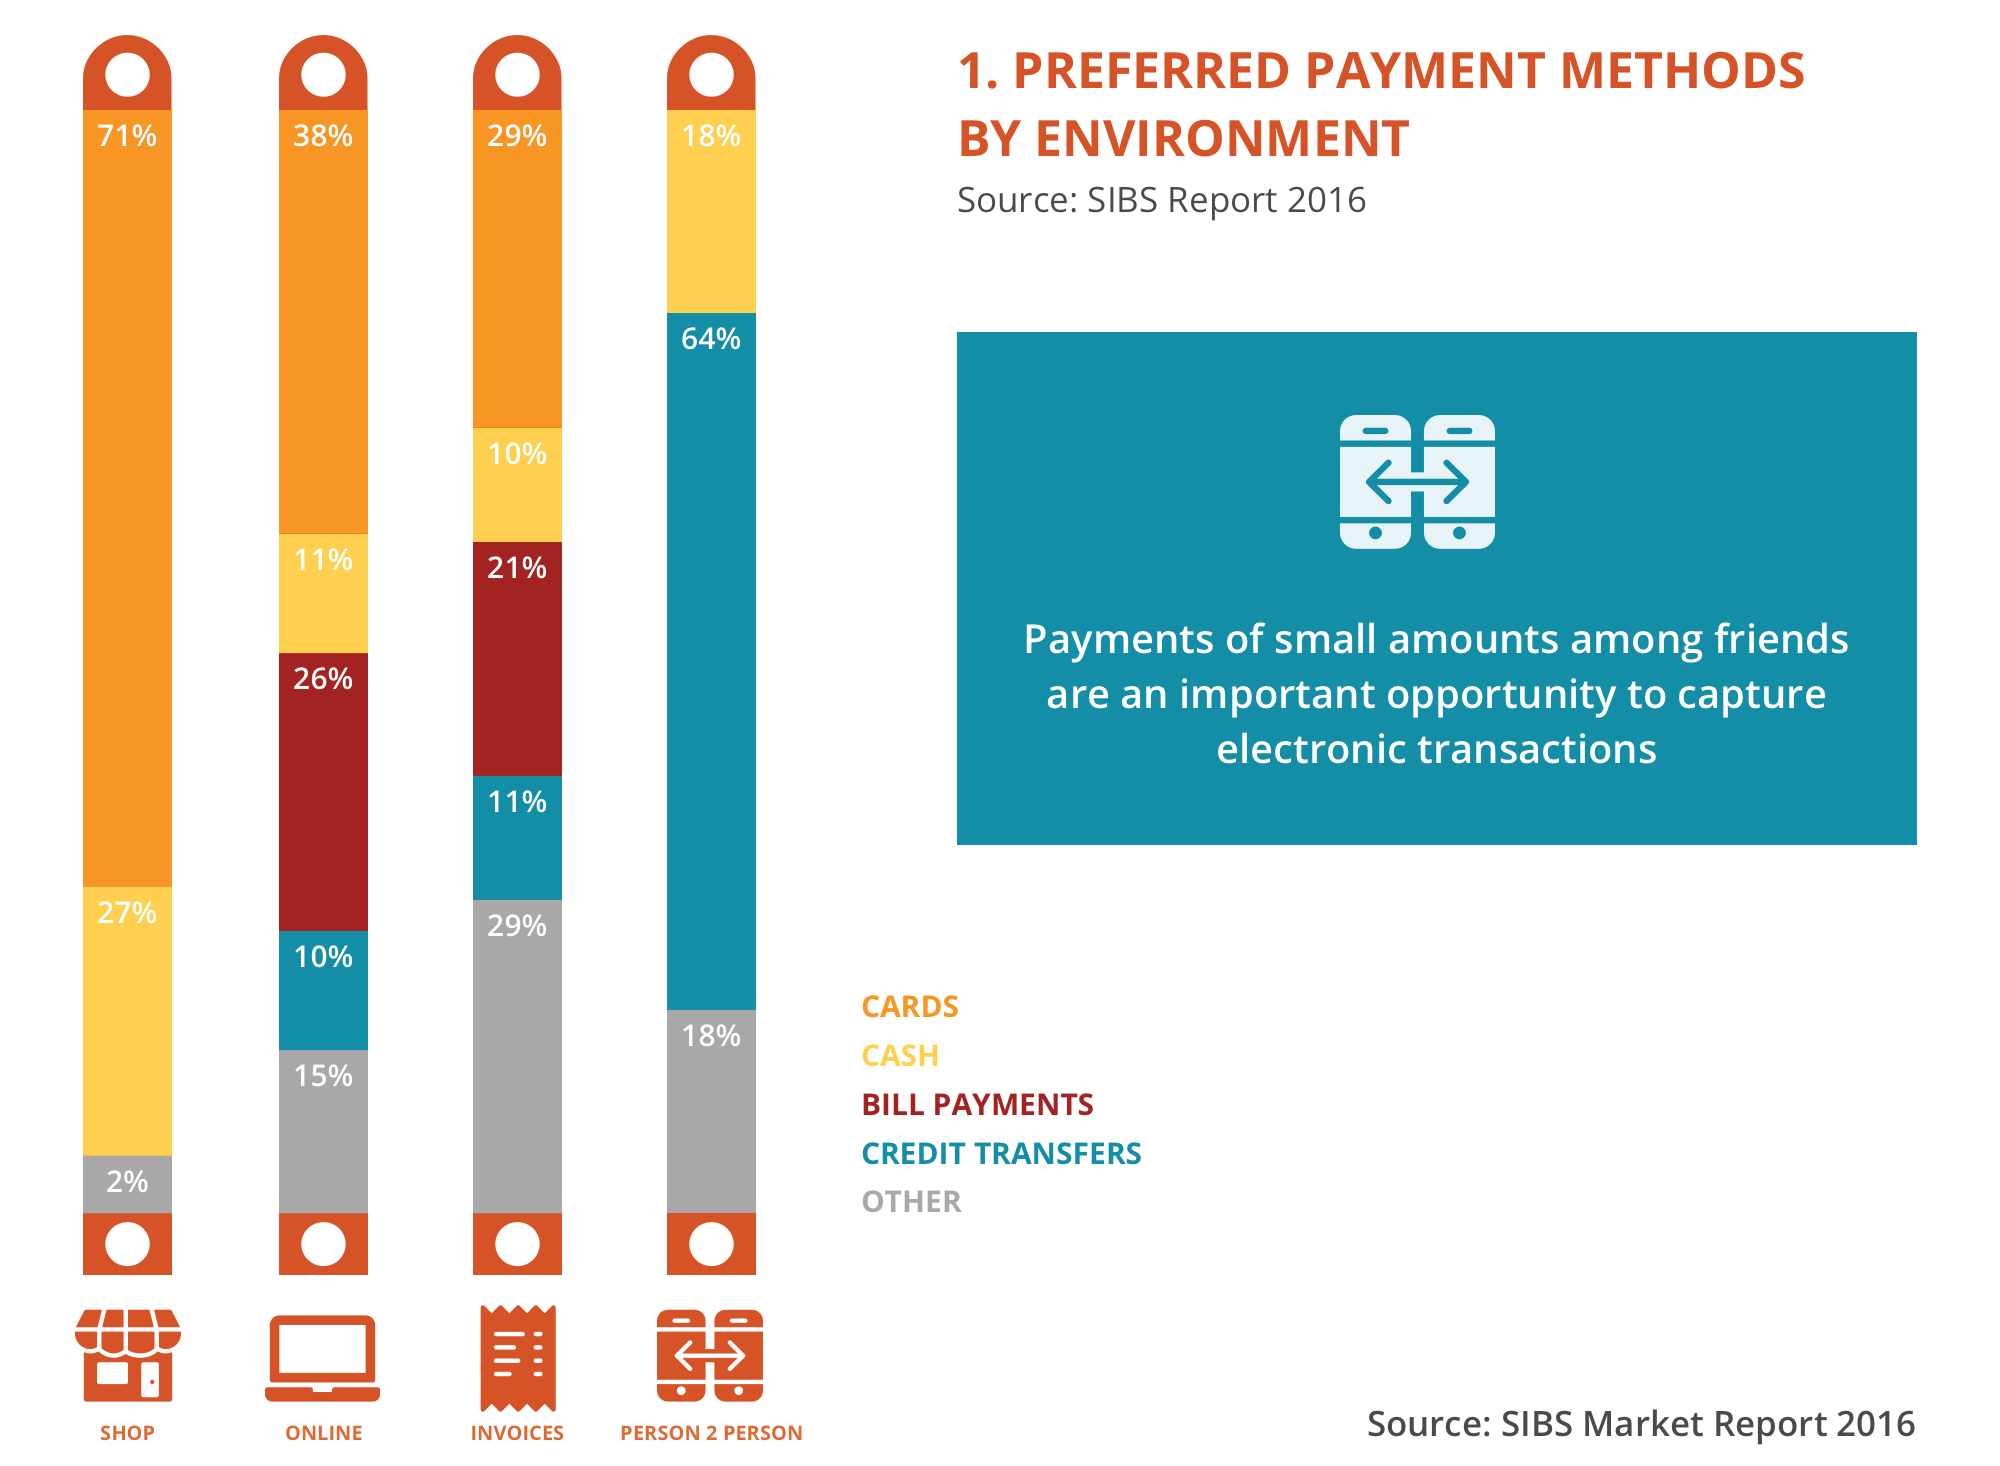 1. PREFERRED PAYMENT METHODS
BY ENVIRONMENT
Source: SIBS Report 2016
71%
27%
2%
SHOP
38%
11%
26%
10%
15%
ONLINE
29%
10%
21%
11%
29%
INVOICES
18%
64%
18%
PERSON 2 PERSON
Payments of small amounts among friends
are an important opportunity to capture
electronic transactions
CARDS
CASH
BILL PAYMENTS
CREDIT TRANSFERS
OTHER
Source: SIBS Market Report 2016